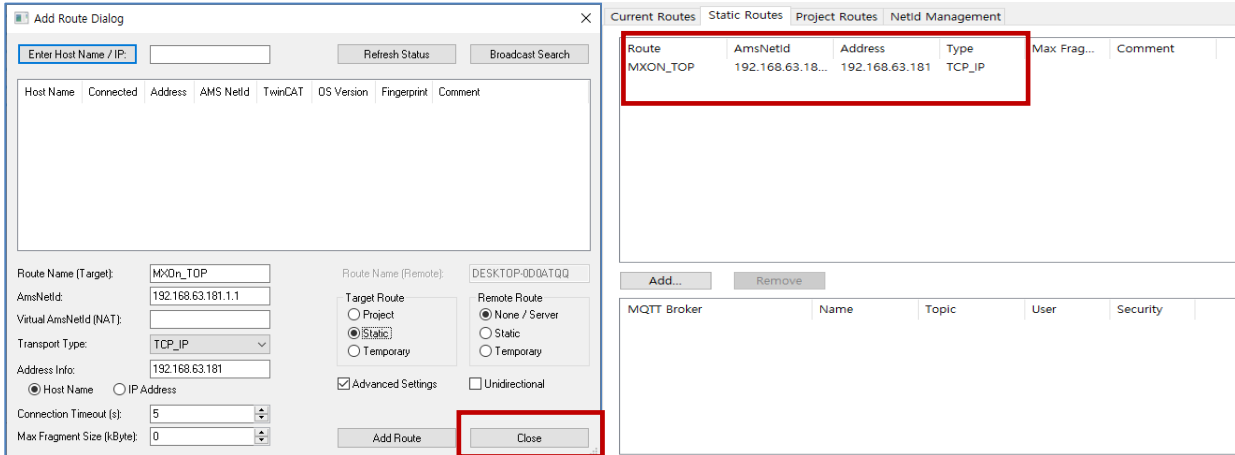 Add Route Dialog
Enter Host Name / IP:
Refresh Status
Broadcast Search
Host Name Connected Address AMS NetId TwinCAT OS Version Fingerprint Comment
Route Name (Target): MXOn_TOP
AmsNetId: 192.168.63.181.1.1
Virtual AmsNetId (NAT):
Transport Type: TCP_IP
Address Info: 192.168.63.181
Host Name IP Address
Connection Timeout (s): 5
Max Fragment Size (kByte): 0
Route Name (Remote): DESKTOP-0D0ATQQ
Target Route
Project
Static
Temporary
Remote Route
None / Server
Static
Temporary
Advanced Settings
Unidirectional
Add Route
Close
Current Routes Static Routes Project Routes NetId Management
Route AmsNetId Address Type Max Frag... Comment
MXON_TOP 192.168.63.18... 192.168.63.181 TCP_IP
Add...
Remove
MQTT Broker Name Topic User Security